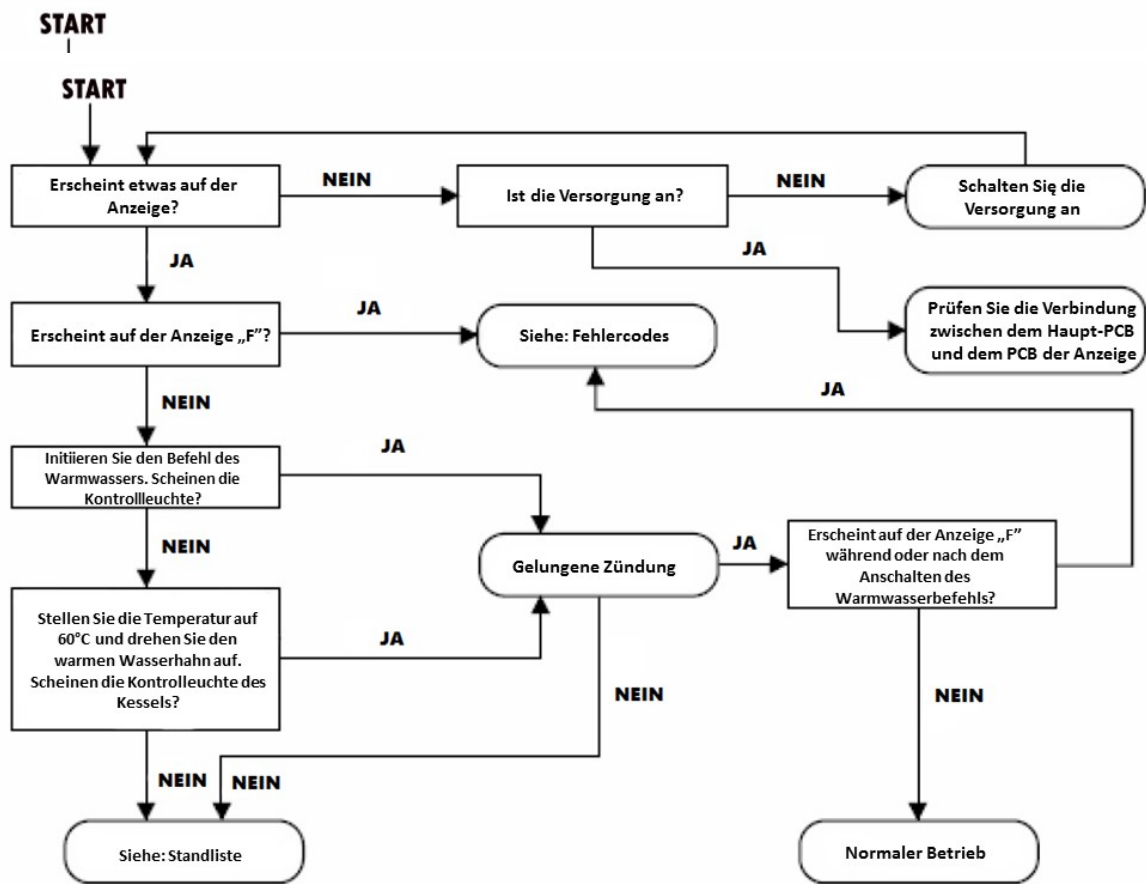 START
START
Erscheint etwas auf der
Anzeige?
NEIN
Ist die Versorgung an?
NEIN
Schalten Się die
Versorgung an
JA
JA
Erscheint auf der Anzeige „F”?
JA
Siehe: Fehlercodes
Prüfen Sie die Verbindung
zwischen dem Haupt-PCB
und dem PCB der Anzeige
NEIN
JA
Initiieren Sie den Befehl des
Warmwassers. Scheinen die
Kontrollleuchte?
JA
NEIN
Gelungene Zündung
JA
Erscheint auf der Anzeige „F”
während oder nach dem
Anschalten des
Warmwasserbefehls?
Stellen Sie die Temperatur auf
60°C und drehen Sie den
warmen Wasserhahn auf.
Scheinen die Kontrolleuchte des
Kessels?
JA
NEIN
NEIN
NEIN
NEIN
Siehe: Standliste
Normaler Betrieb